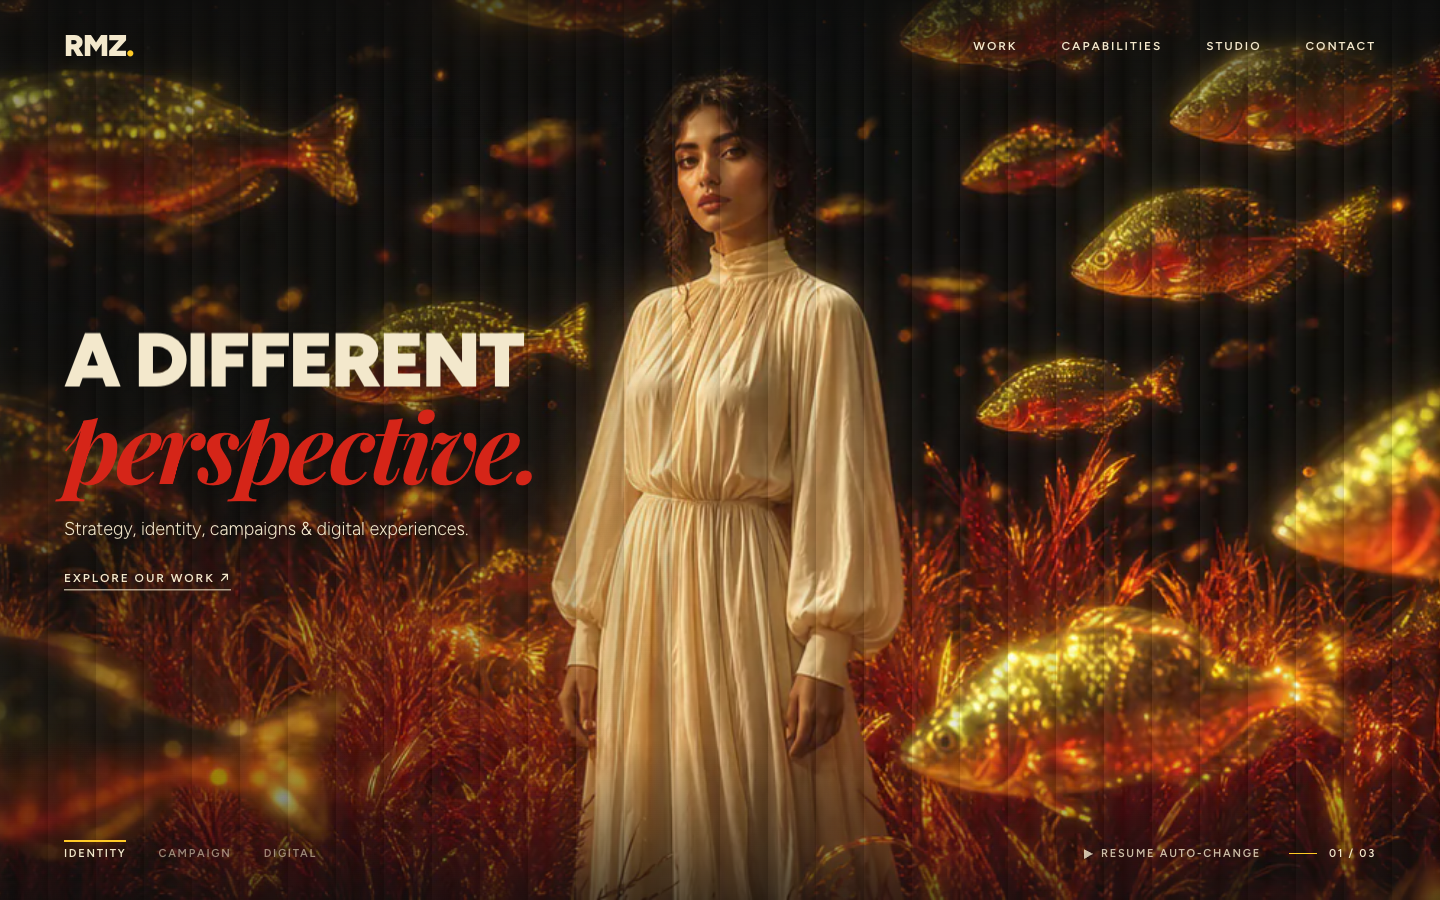 RMZ.
WORK CAPABILITIES STUDIO CONTACT
A DIFFERENT
perspective.
Strategy, identity, campaigns & digital experiences.
EXPLORE OUR WORK ↗
IDENTITY CAMPAIGN DIGITAL
▶ RESUME AUTO-CHANGE 01 / 03